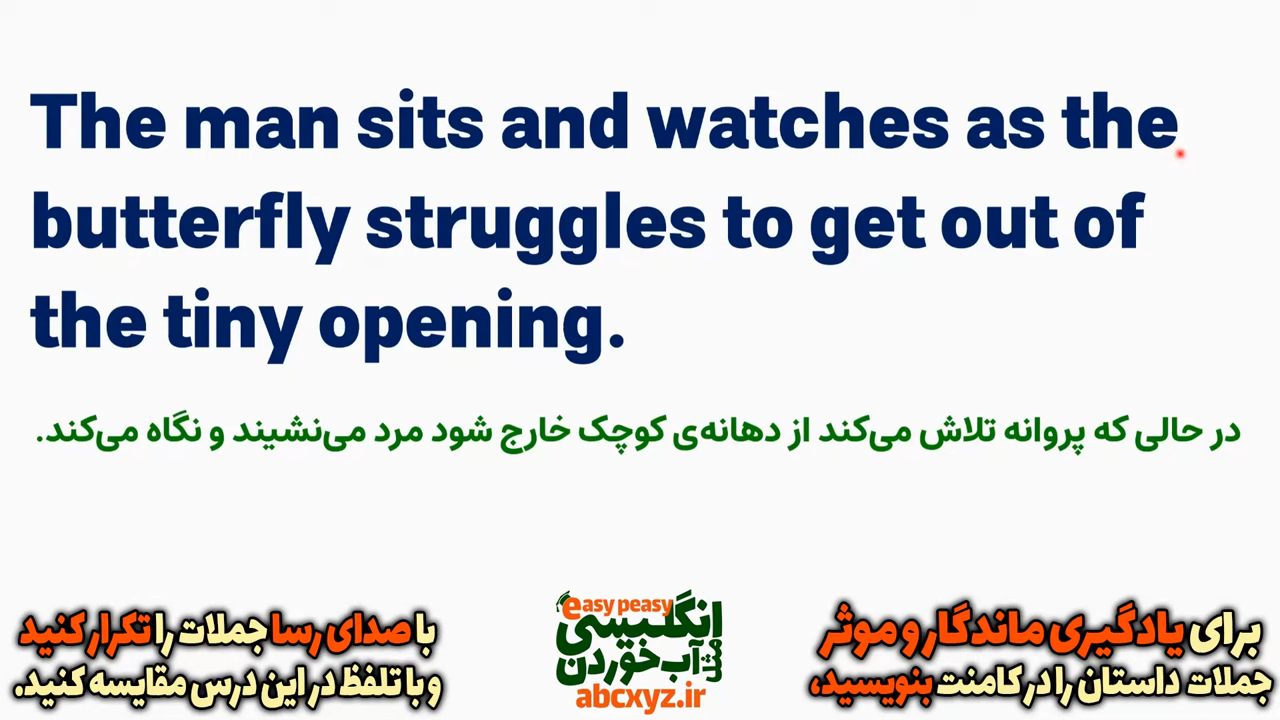 The man sits and watches as the
butterfly struggles to get out of
the tiny opening.
در حالی که پروانه تلاش می‌کند از دهانه‌ی کوچک خارج شود مرد می‌نشیند و نگاه می‌کند.
برای یادگیری ماندگار و موثر
جملات داستان را در کامنت بنویسید،
easy peasy
انگلیسی
مثل آب خوردن
abcxyz.ir
با صدای رسا جملات را تکرار کنید
و با تلفظ در این درس مقایسه کنید.